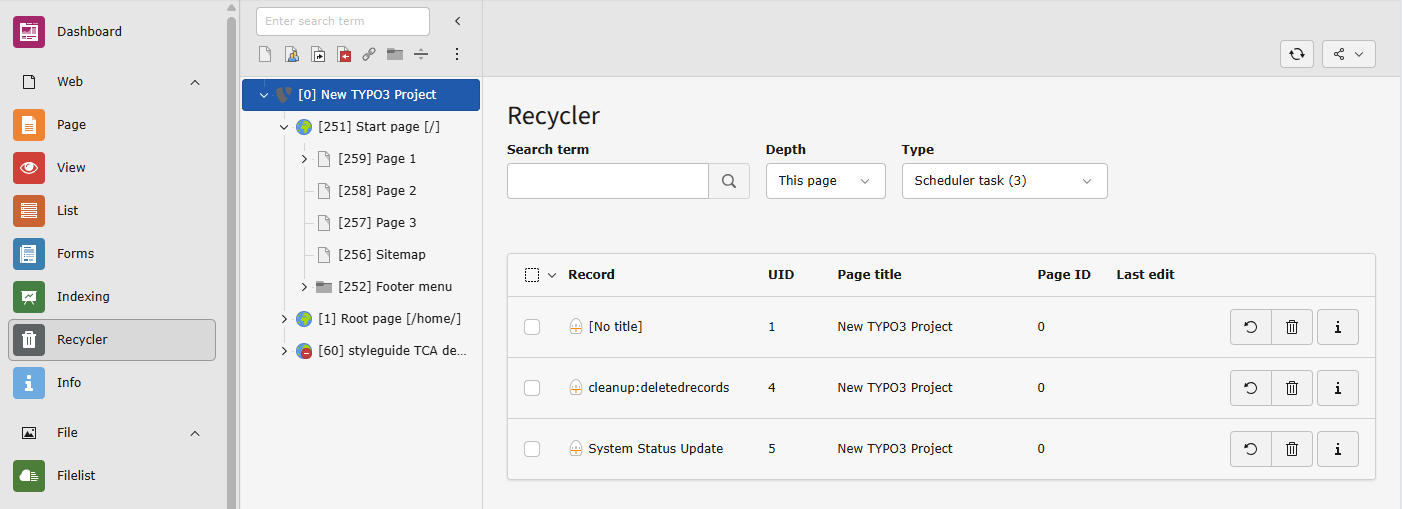 Dashboard
Web
Page
View
List
Forms
Indexing
Recycler
Info
File
Filelist
Enter search term
[0] New TYPO3 Project
[251] Start page [/]
[259] Page 1
[258] Page 2
[257] Page 3
[256] Sitemap
[252] Footer menu
[1] Root page [/home/]
[60] styleguide TCA de...
Recycler
Search term Depth Type
This page Scheduler task (3)
Record UID Page title Page ID Last edit
[No title] 1 New TYPO3 Project 0
cleanup:deletedrecords 4 New TYPO3 Project 0
System Status Update 5 New TYPO3 Project 0